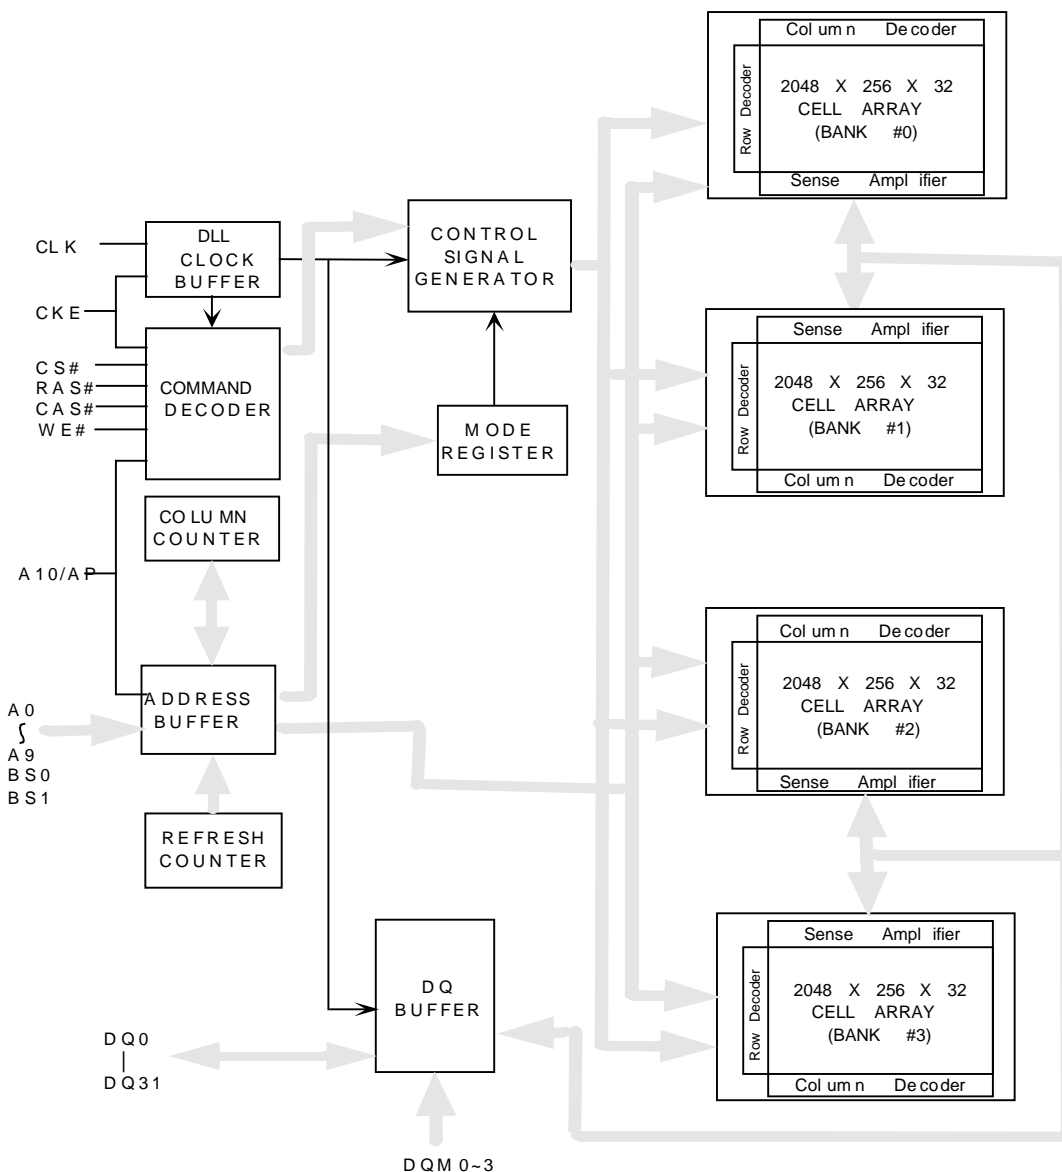 Column Decoder
Row Decoder
2048 X 256 X 32
CELL ARRAY
(BANK #0)
Sense Amplifier
CLK
DLL
CLOCK
BUFFER
CONTROL
SIGNAL
GENERATOR
CKE
CS#
RAS#
CAS#
WE#
COMMAND
DECODER
MODE
REGISTER
Sense Amplifier
Row Decoder
2048 X 256 X 32
CELL ARRAY
(BANK #1)
Column Decoder
COLUMN
COUNTER
A10/AP
A0
A9
BS0
BS1
ADDRESS
BUFFER
REFRESH
COUNTER
Column Decoder
Row Decoder
2048 X 256 X 32
CELL ARRAY
(BANK #2)
Sense Amplifier
DQ
BUFFER
DQ0
DQ31
DQM0~3
Sense Amplifier
Row Decoder
2048 X 256 X 32
CELL ARRAY
(BANK #3)
Column Decoder